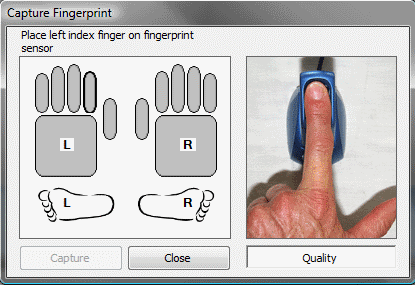 Capture Fingerprint
Place left index finger on fingerprint
sensor
L
R
L
R
Capture
Close
Quality